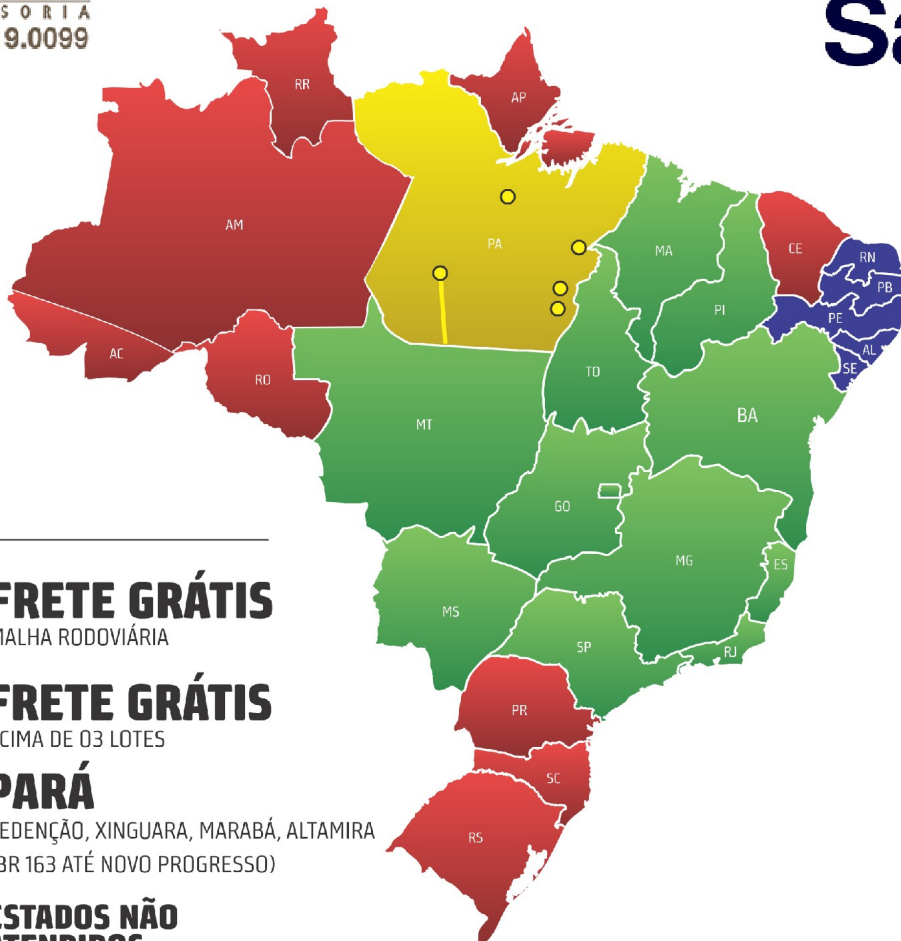 SORIA
9.0099
Sa
RR
AP
AM
PA
MA
CE
RN
PB
PI
PE
AL
SE
AC
RO
TO
BA
MT
GO
MG
ES
MS
SP
RJ
PR
SC
RS
FRETE GRÁTIS
MALHA RODOVIÁRIA
FRETE GRÁTIS
CIMA DE 03 LOTES
PARÁ
EDENÇÃO, XINGUARA, MARABÁ, ALTAMIRA
BR 163 ATÉ NOVO PROGRESSO)
ESTADOS NÃO
ATENDIDOS